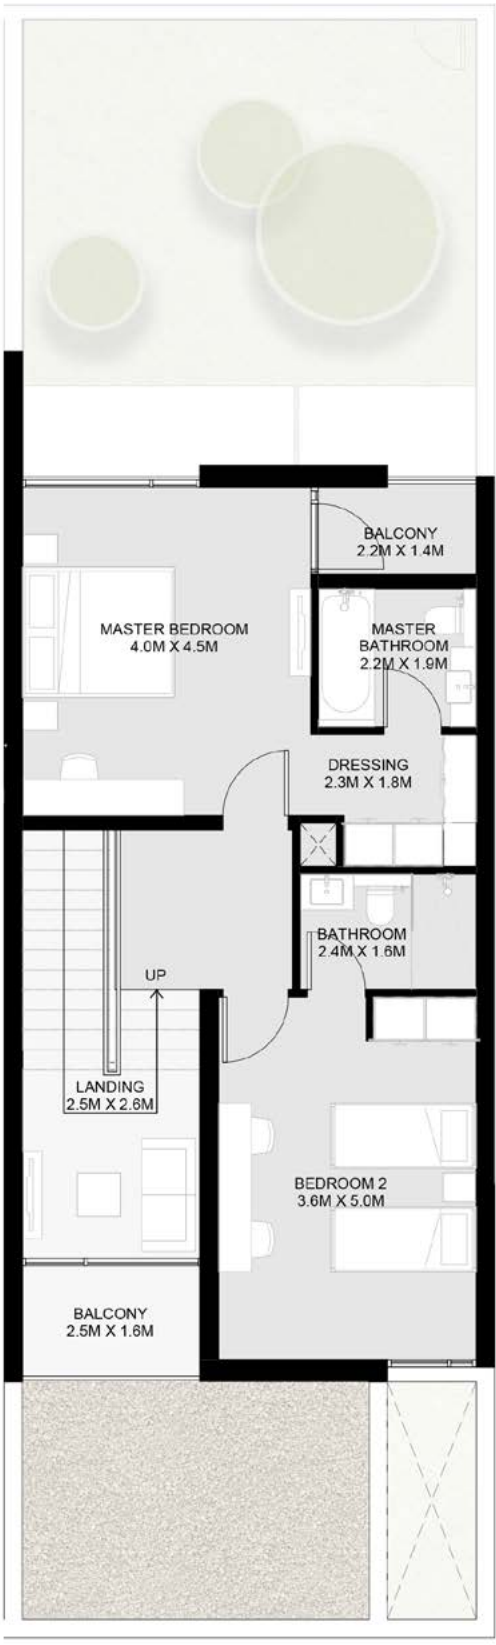 BALCONY
2.2M X 1.4M
MASTER BEDROOM
4.0M X 4.5M
MASTER
BATHROOM
2.2M X 1.9M
DRESSING
2.3M X 1.8M
BATHROOM
2.4M X 1.6M
UP
LANDING
2.5M X 2.6M
BEDROOM 2
3.6M X 5.0M
BALCONY
2.5M X 1.6M